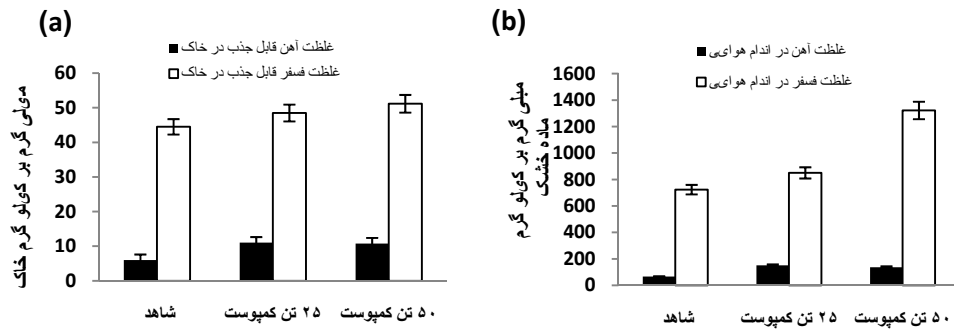 (a)
غلظت آهن قابل جذب در خاک
غلظت فسفر قابل جذب در خاک
میلی گرم بر کیلو گرم خاک
60
50
40
30
20
10
0
شاهد
۲۵ تن کمپوست
۵۰ تن کمپوست
(b)
غلظت آهن در اندام هوایی
غلظت فسفر در اندام هوایی
میلی گرم بر کیلو گرم
ماده خشک
1600
1400
1200
1000
800
600
400
200
0
شاهد
۲۵ تن کمپوست
۵۰ تن کمپوست